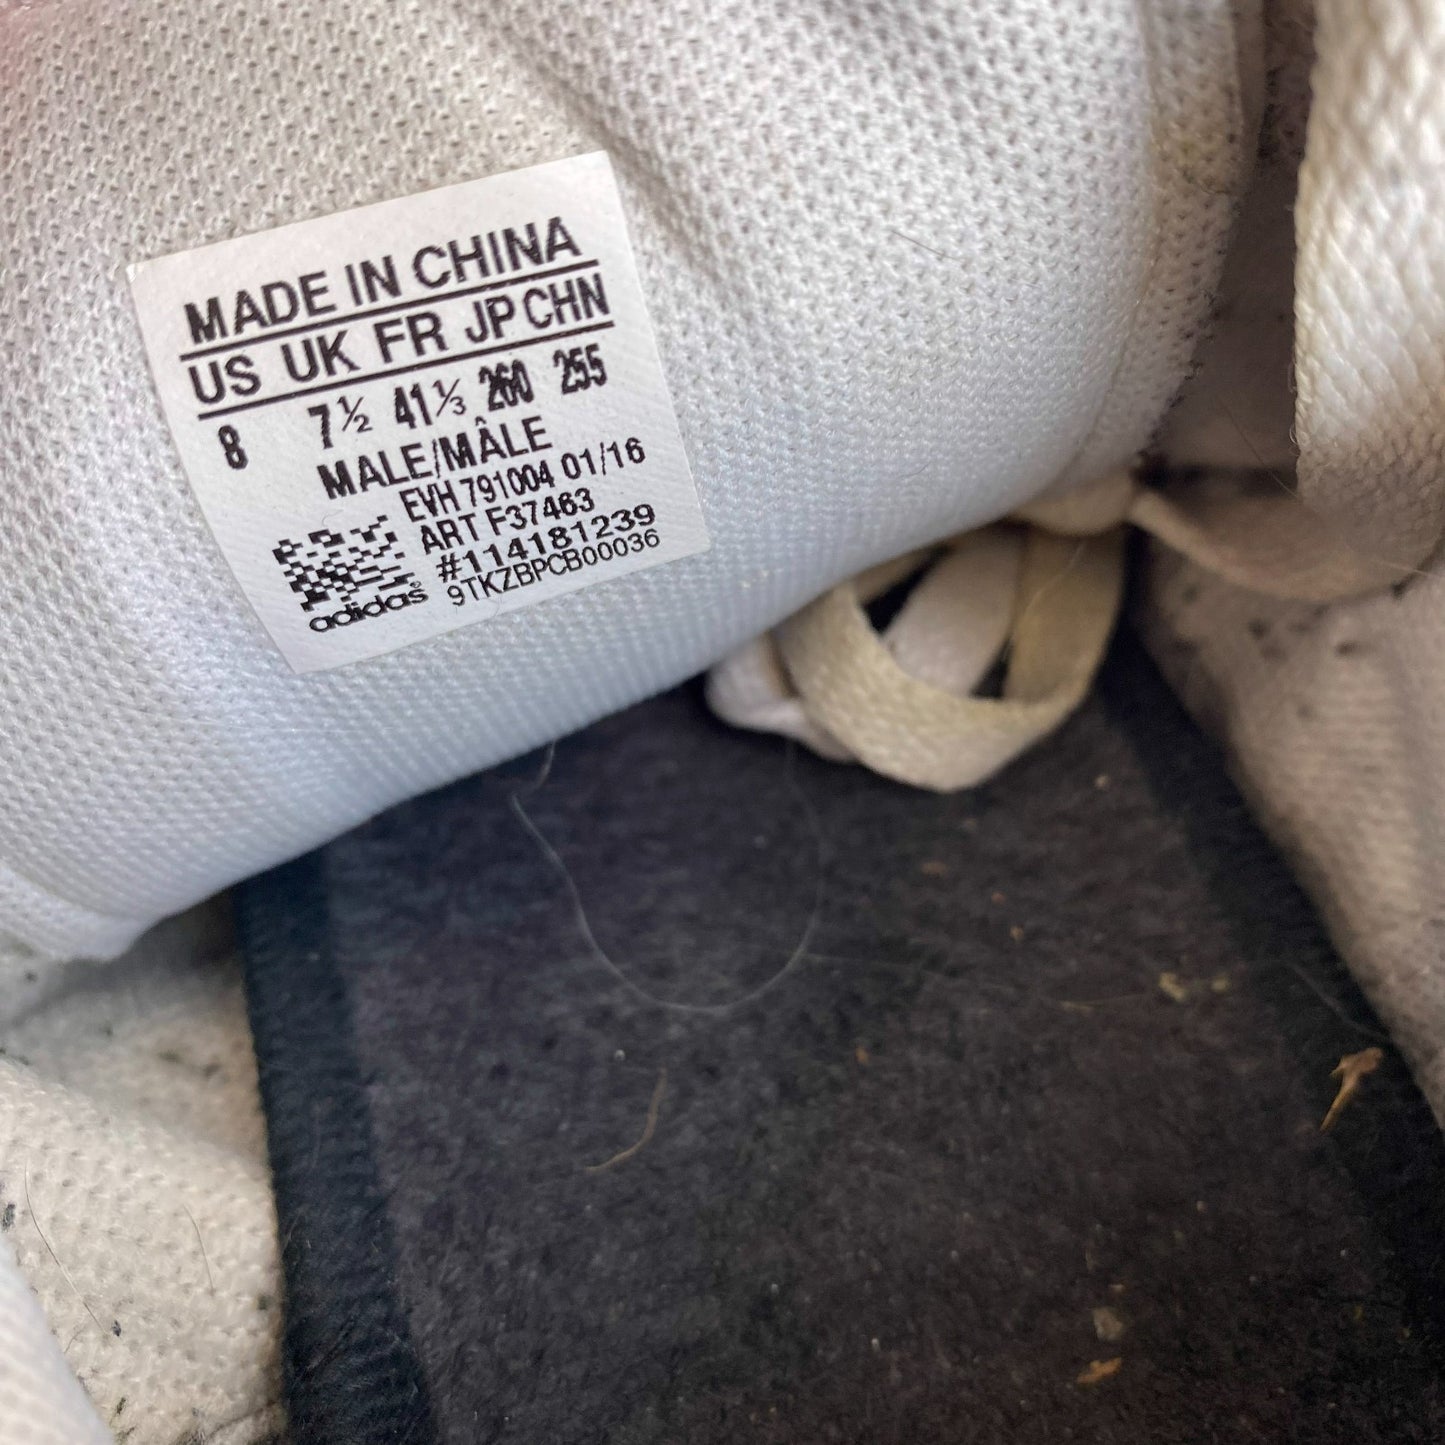 MADE IN CHINA
US UK FR JP CHN
8 7½ 41⅓ 260 255
MALE/MÂLE
EVH 791004 01/16
ART F37463
#114181239
9TKZBPCB00036
adidas